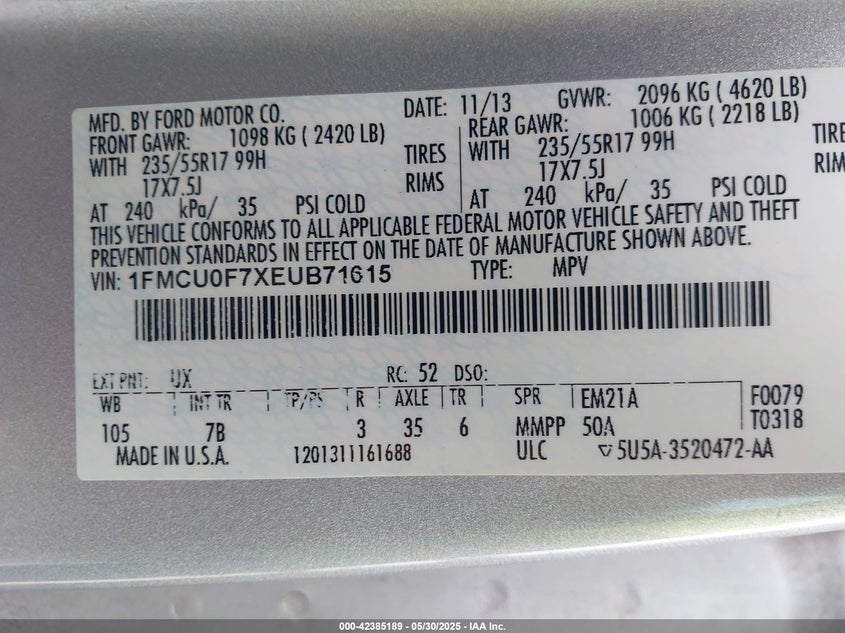 MFD. BY FORD MOTOR CO. DATE: 11/13 GVWR: 2096 KG ( 4620 LB)
FRONT GAWR: 1098 KG ( 2420 LB) REAR GAWR: 1006 KG ( 2218 LB)
WITH 235/55R17 99H TIRES WITH 235/55R17 99H TIRE
17X7.5J RIMS 17X7.5J RIM
AT 240 kPa/ 35 PSI COLD AT 240 kPa/ 35 PSI COLD
THIS VEHICLE CONFORMS TO ALL APPLICABLE FEDERAL MOTOR VEHICLE SAFETY AND THEFT
PREVENTION STANDARDS IN EFFECT ON THE DATE OF MANUFACTURE SHOWN ABOVE.
VIN: 1FMCU0F7XEUB71615 TYPE: MPV
EXT PNT: UX RC: 52 DSO:
WB INT TR TP/PS R AXLE TR SPR EM21A F0079
105 7B 3 35 6 MMPP 50A T0318
MADE IN U.S.A. 1201311161688 ULC 5U5A-3520472-AA
000-42385189 - 05/30/2025 - IAA Inc.